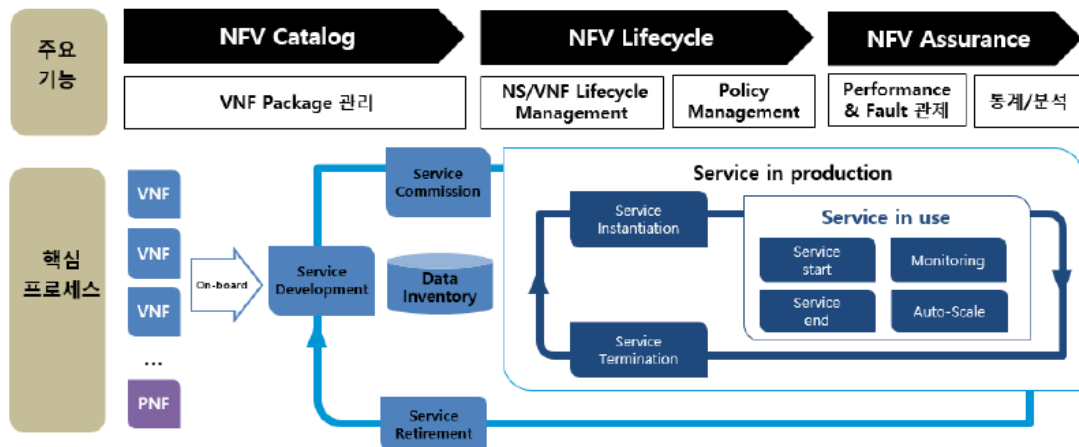 주요
기능
NFV Catalog
NFV Lifecycle
NFV Assurance
VNF Package 관리
NS/VNF Lifecycle
Management
Policy
Management
Performance
& Fault 관제
통계/분석
핵심
프로세스
VNF
VNF
VNF
...
PNF
On-board
Service
Development
Service
Commission
Data
Inventory
Service
Retirement
Service in production
Service
Instantiation
Service
Termination
Service in use
Service
start
Monitoring
Service
end
Auto-Scale